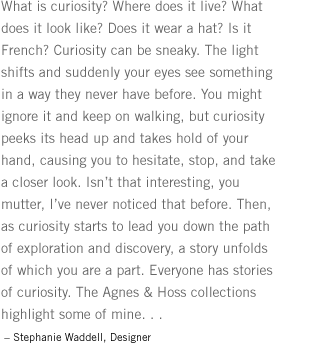 What is curiosity? Where does it live? What
does it look like? Does it wear a hat? Is it
French? Curiosity can be sneaky. The light
shifts and suddenly your eyes see something
in a way they never have before. You might
ignore it and keep on walking, but curiosity
peeks its head up and takes hold of your
hand, causing you to hesitate, stop, and take
a closer look. Isn't that interesting, you
mutter, I've never noticed that before. Then,
as curiosity starts to lead you down the path
of exploration and discovery, a story unfolds
of which you are a part. Everyone has stories
of curiosity. The Agnes & Hoss collections
highlight some of mine. . .
– Stephanie Waddell, Designer